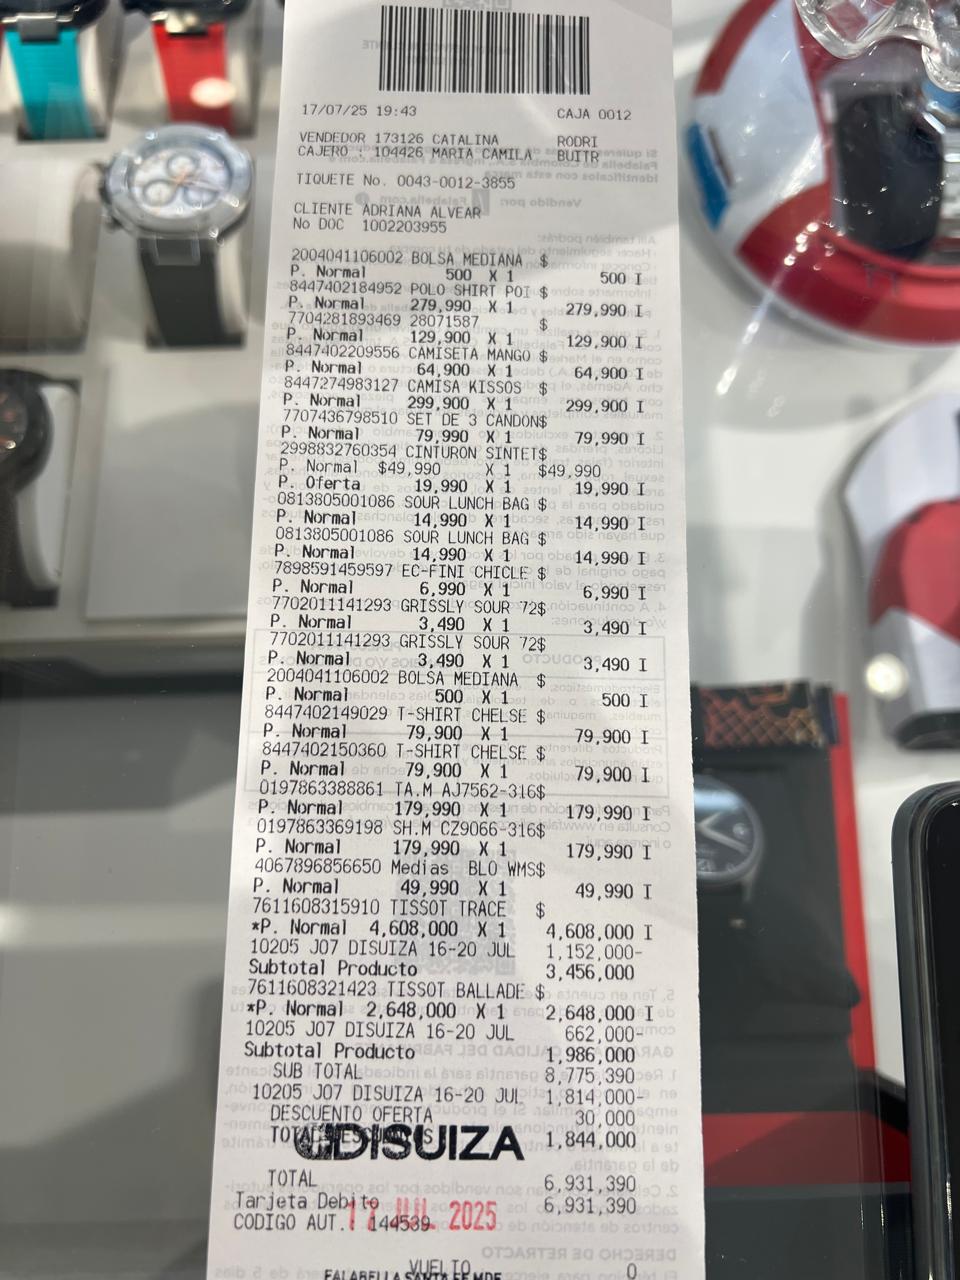 17/07/25 19:43 CAJA 0012
VENDEDOR 173126 CATALINA RODRI
CAJERO : 104426 MARIA CAMILA BUITR
TIQUETE No. 0043-0012-3855
CLIENTE ADRIANA ALVEAR
No DOC 1002203955
2004041106002 BOLSA MEDIANA $
P. Normal 500 X 1 500 I
8447402184952 POLO SHIRT POI $
P. Normal 279,990 X 1 279,990 I
7704281893469 28071587 $
P. Normal 129,900 X 1 129,900 I
8447402209556 CAMISETA MANGO $
P. Normal 64,900 X 1 64,900 I
8447274983127 CAMISA KISSOS $
P. Normal 299,900 X 1 299,900 I
7707436798510 SET DE 3 CANDON$
P. Normal 79,990 X 1 79,990 I
2998832760354 CINTURON SINTET$
P. Normal $49,990 X 1 $49,990
P. Oferta 19,990 X 1 19,990 I
0813805001086 SOUR LUNCH BAG $
P. Normal 14,990 X 1 14,990 I
0813805001086 SOUR LUNCH BAG $
P. Normal 14,990 X 1 14,990 I
7898591459597 EC-FINI CHICLE $
P. Normal 6,990 X 1 6,990 I
7702011141293 GRISSLY SOUR 72$
P. Normal 3,490 X 1 3,490 I
7702011141293 GRISSLY SOUR 72$
P. Normal 3,490 X 1 3,490 I
2004041106002 BOLSA MEDIANA $
P. Normal 500 X 1 500 I
8447402149029 T-SHIRT CHELSE $
P. Normal 79,900 X 1 79,900 I
8447402150360 T-SHIRT CHELSE $
P. Normal 79,900 X 1 79,900 I
0197863388861 TA.M AJ7562-316$
P. Normal 179,990 X 1 179,990 I
0197863369198 SH.M CZ9066-316$
P. Normal 179,990 X 1 179,990 I
4067896856650 Medias BLO WMS$
P. Normal 49,990 X 1 49,990 I
7611608315910 TISSOT TRACE $
*P. Normal 4,608,000 X 1 4,608,000 I
10205 J07 DISUIZA 16-20 JUL 1,152,000-
Subtotal Producto 3,456,000
7611608321423 TISSOT BALLADE $
*P. Normal 2,648,000 X 1 2,648,000 I
10205 J07 DISUIZA 16-20 JUL 662,000-
Subtotal Producto 1,986,000
SUB TOTAL 8,775,390
10205 J07 DISUIZA 16-20 JUL 1,814,000-
DESCUENTO OFERTA 30,000
TOTAL 1,844,000
DISUIZA
TOTAL 6,931,390
Tarjeta Debito 6,931,390
CODIGO AUT. 144539
17 JUL 2025
VUELTO 0
FALABELLA SANTA FE MDE